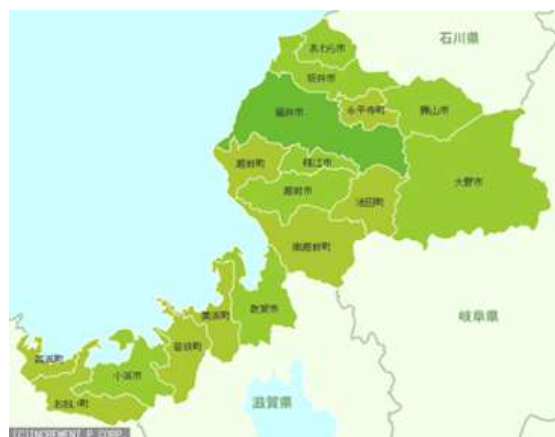 石川県
あわら市
坂井市
福井市
永平寺町
勝山市
越前町
鯖江市
大野市
越前市
池田町
南越前町
美浜町
敦賀市
岐阜県
若狭町
高浜町
小浜市
おおい町
滋賀県
(C)INCREMENT P CORP.